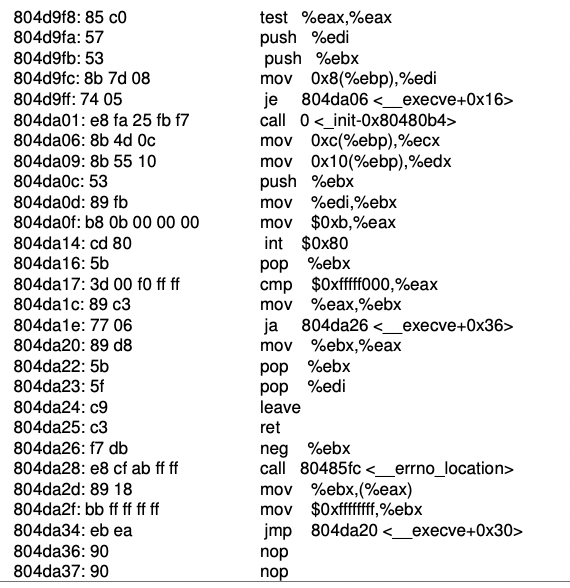 804d9f8: 85 c0 test %eax,%eax
804d9fa: 57 push %edi
804d9fb: 53 push %ebx
804d9fc: 8b 7d 08 mov 0x8(%ebp),%edi
804d9ff: 74 05 je 804da06 <__execve+0x16>
804da01: e8 fa 25 fb f7 call 0 <_init-0x80480b4>
804da06: 8b 4d 0c mov 0xc(%ebp),%ecx
804da09: 8b 55 10 mov 0x10(%ebp),%edx
804da0c: 53 push %ebx
804da0d: 89 fb mov %edi,%ebx
804da0f: b8 0b 00 00 00 mov $0xb,%eax
804da14: cd 80 int $0x80
804da16: 5b pop %ebx
804da17: 3d 00 f0 ff ff cmp $0xfffff000,%eax
804da1c: 89 c3 mov %eax,%ebx
804da1e: 77 06 ja 804da26 <__execve+0x36>
804da20: 89 d8 mov %ebx,%eax
804da22: 5b pop %ebx
804da23: 5f pop %edi
804da24: c9 leave
804da25: c3 ret
804da26: f7 db neg %ebx
804da28: e8 cf ab ff ff call 80485fc <__errno_location>
804da2d: 89 18 mov %ebx,(%eax)
804da2f: bb ff ff ff ff mov $0xffffffff,%ebx
804da34: eb ea jmp 804da20 <__execve+0x30>
804da36: 90 nop
804da37: 90 nop